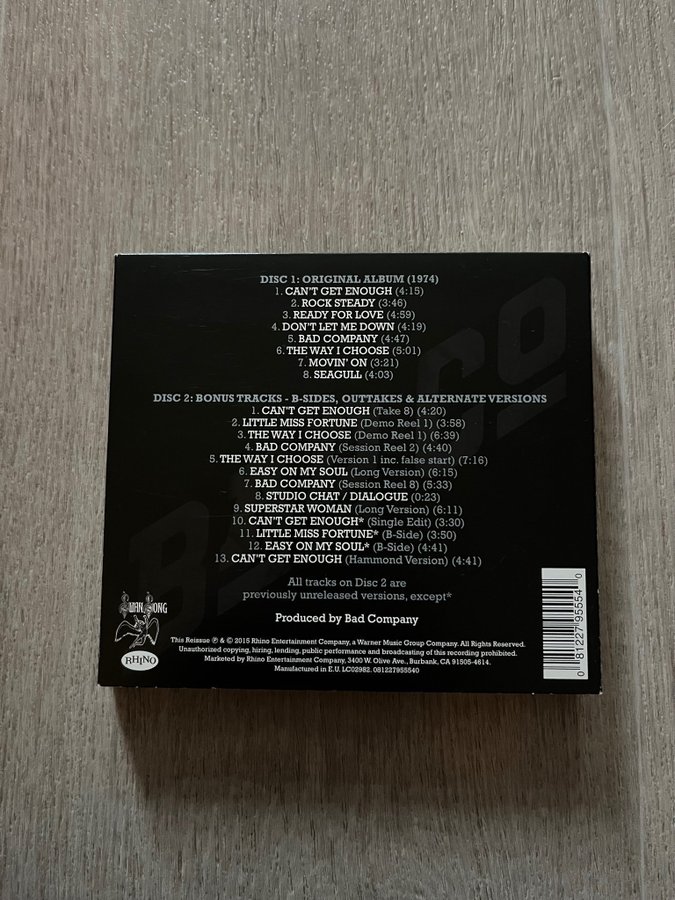 DISC 1: ORIGINAL ALBUM (1974)
1. CAN'T GET ENOUGH (4:15)
2. ROCK STEADY (3:46)
3. READY FOR LOVE (4:59)
4. DON'T LET ME DOWN (4:19)
5. BAD COMPANY (4:47)
6. THE WAY I CHOOSE (5:01)
7. MOVIN' ON (3:21)
8. SEAGULL (4:03)
DISC 2: BONUS TRACKS - B-SIDES, OUTTAKES & ALTERNATE VERSIONS
1. CAN'T GET ENOUGH (Take 8) (4:20)
2. LITTLE MISS FORTUNE (Demo Reel 1) (3:58)
3. THE WAY I CHOOSE (Demo Reel 1) (6:39)
4. BAD COMPANY (Session Reel 2) (4:40)
5. THE WAY I CHOOSE (Version 1 inc. false start) (7:16)
6. EASY ON MY SOUL (Long Version) (6:15)
7. BAD COMPANY (Session Reel 8) (5:33)
8. STUDIO CHAT / DIALOGUE (0:23)
9. SUPERSTAR WOMAN (Long Version) (6:11)
10. CAN'T GET ENOUGH* (Single Edit) (3:30)
11. LITTLE MISS FORTUNE* (B-Side) (3:50)
12. EASY ON MY SOUL* (B-Side) (4:41)
13. CAN'T GET ENOUGH (Hammond Version) (4:41)
All tracks on Disc 2 are
previously unreleased versions, except*
Produced by Bad Company
SWAN SONG
RHINO
This Reissue ℗ & © 2015 Rhino Entertainment Company, a Warner Music Group Company. All Rights Reserved.
Unauthorized copying, hiring, lending, public performance and broadcasting of this recording prohibited.
Marketed by Rhino Entertainment Company, 3400 W. Olive Ave., Burbank, CA 91505-4614.
Manufactured in E.U. LC02982. 081227955540
0 81227 95554 0
BAD CO